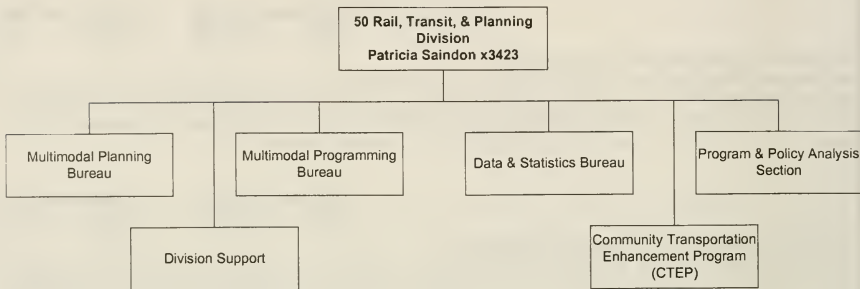 50 Rail, Transit, & Planning
Division
Patricia Saindon x3423
Multimodal Planning
Bureau
Multimodal Programming
Bureau
Data & Statistics Bureau
Program & Policy Analysis
Section
Division Support
Community Transportation
Enhancement Program
(CTEP)